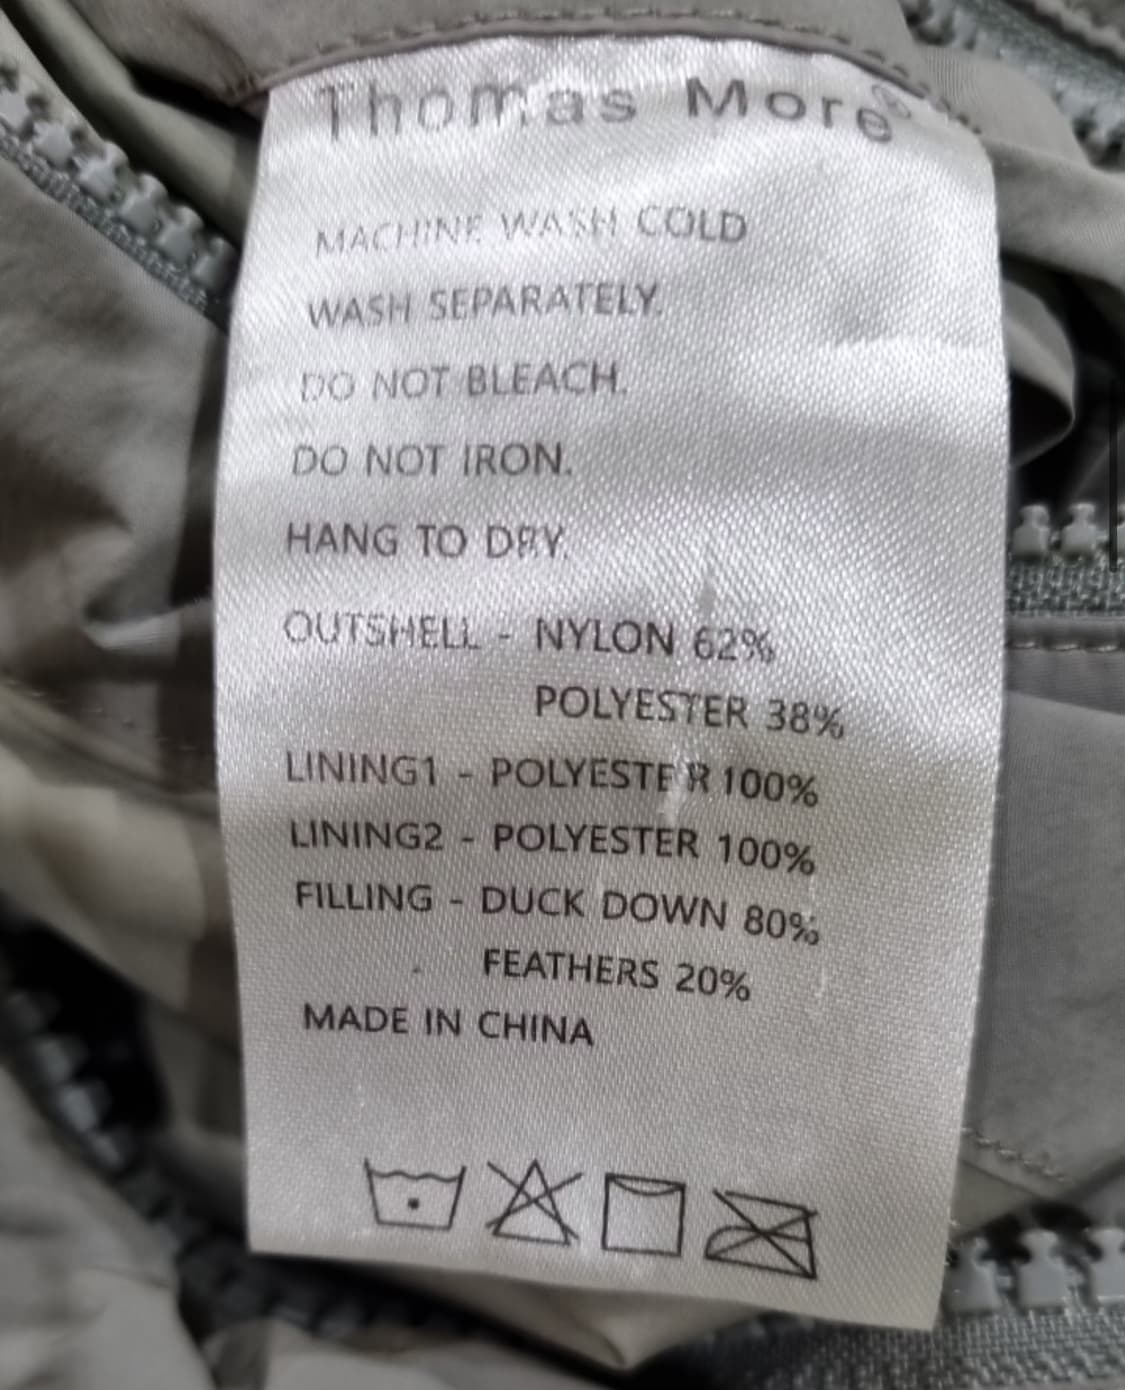 Thomas More®
MACHINE WASH COLD
WASH SEPARATELY.
DO NOT BLEACH.
DO NOT IRON.
HANG TO DRY.
OUTSHELL - NYLON 62%
POLYESTER 38%
LINING1 - POLYESTER 100%
LINING2 - POLYESTER 100%
FILLING - DUCK DOWN 80%
FEATHERS 20%
MADE IN CHINA